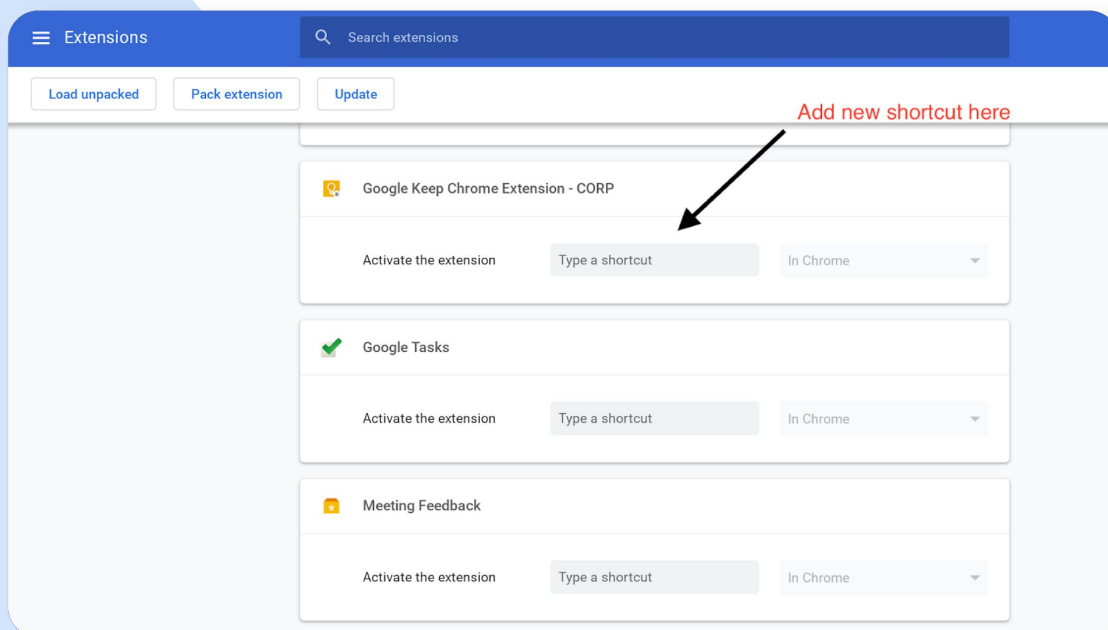 Extensions
Search extensions
Load unpacked
Pack extension
Update
Add new shortcut here
Google Keep Chrome Extension - CORP
Activate the extension
Type a shortcut
In Chrome
Google Tasks
Activate the extension
Type a shortcut
In Chrome
Meeting Feedback
Activate the extension
Type a shortcut
In Chrome